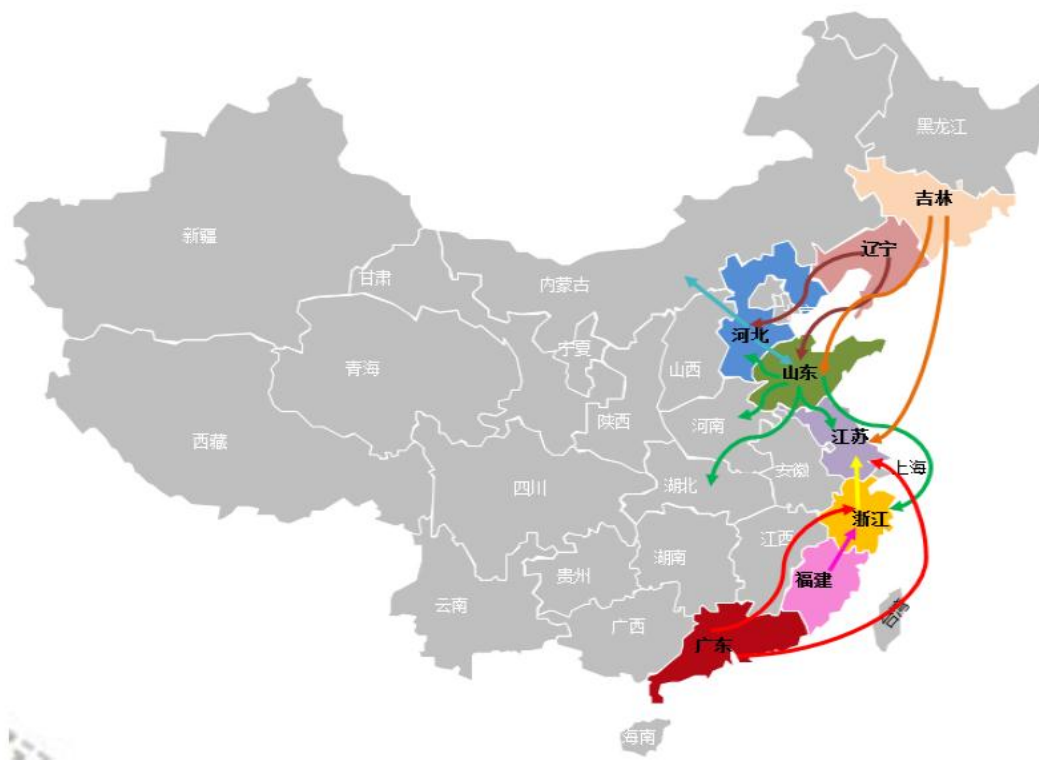 黑龙江
吉林
辽宁
新疆
甘肃
内蒙古
河北
宁夏
山西
青海
山东
陕西
河南
江苏
西藏
安徽
上海
四川
湖北
浙江
江西
湖南
贵州
福建
云南
广西
台湾
广东
海南